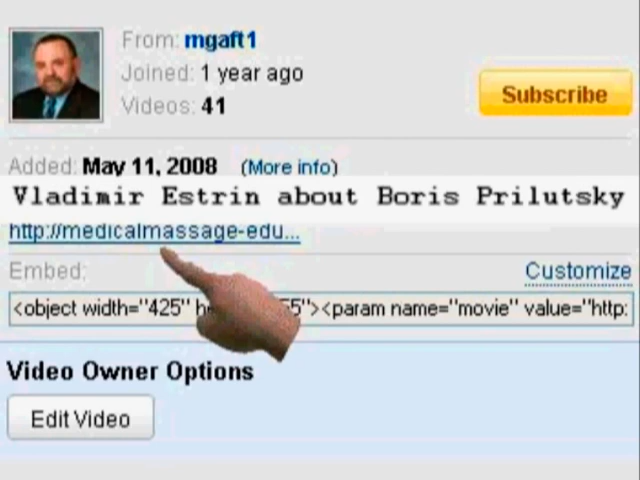 From: mgaft1
Joined: 1 year ago
Videos: 41
Subscribe
Added: May 11, 2008 (More info)
Vladimir Estrin about Boris Prilutsky
http://medicalmassage-edu...
Embed:
Customize
<object width="425" he 55"><param name="movie" value="http:
Video Owner Options
Edit Video